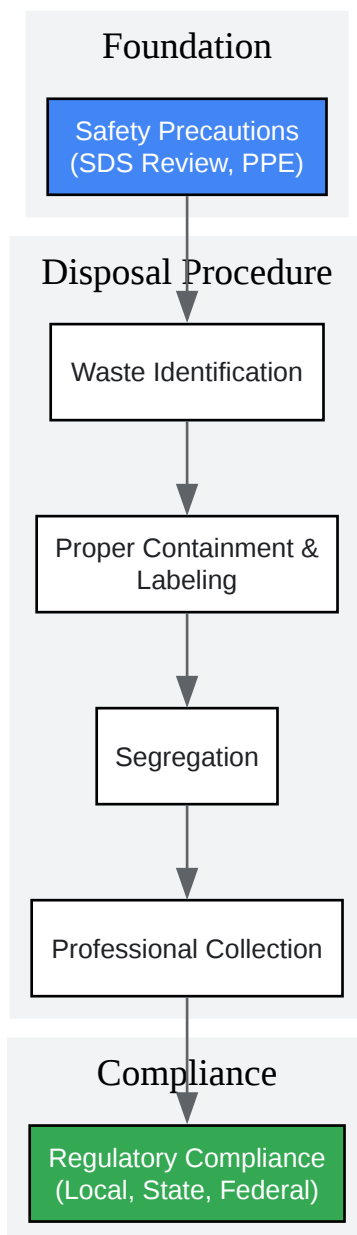 Foundation
Safety Precautions
(SDS Review, PPE)
Disposal Procedure
Waste Identification
Proper Containment &
Labeling
Segregation
Professional Collection
Compliance
Regulatory Compliance
(Local, State, Federal)